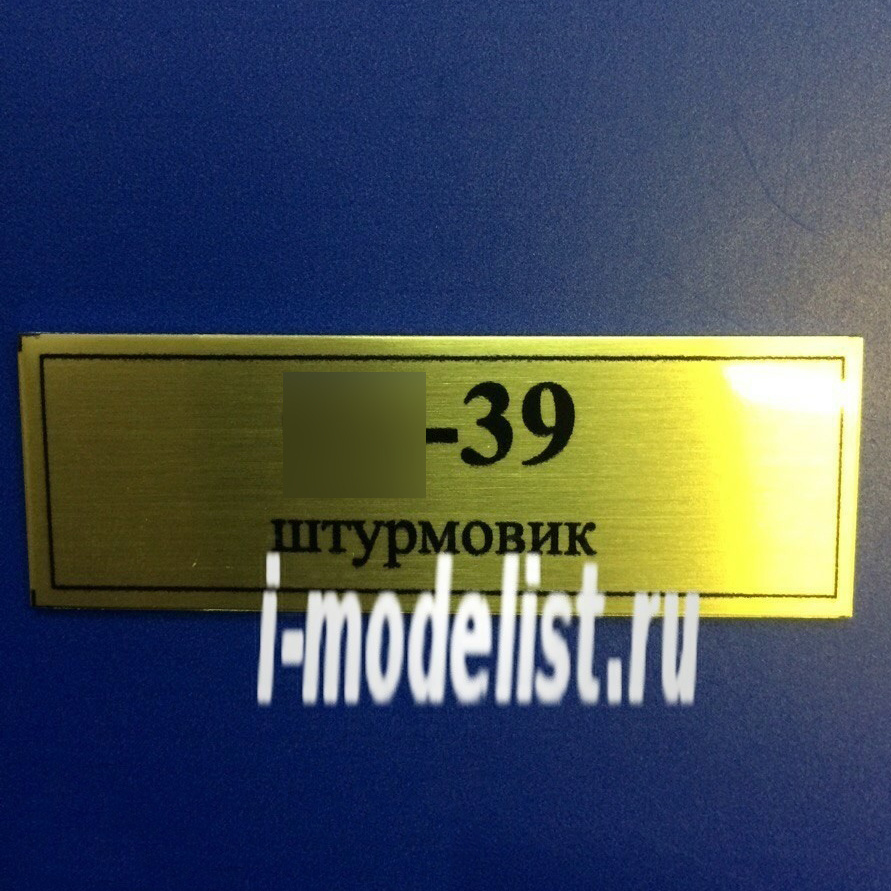 -39
штурмовик
i-modelist.ru